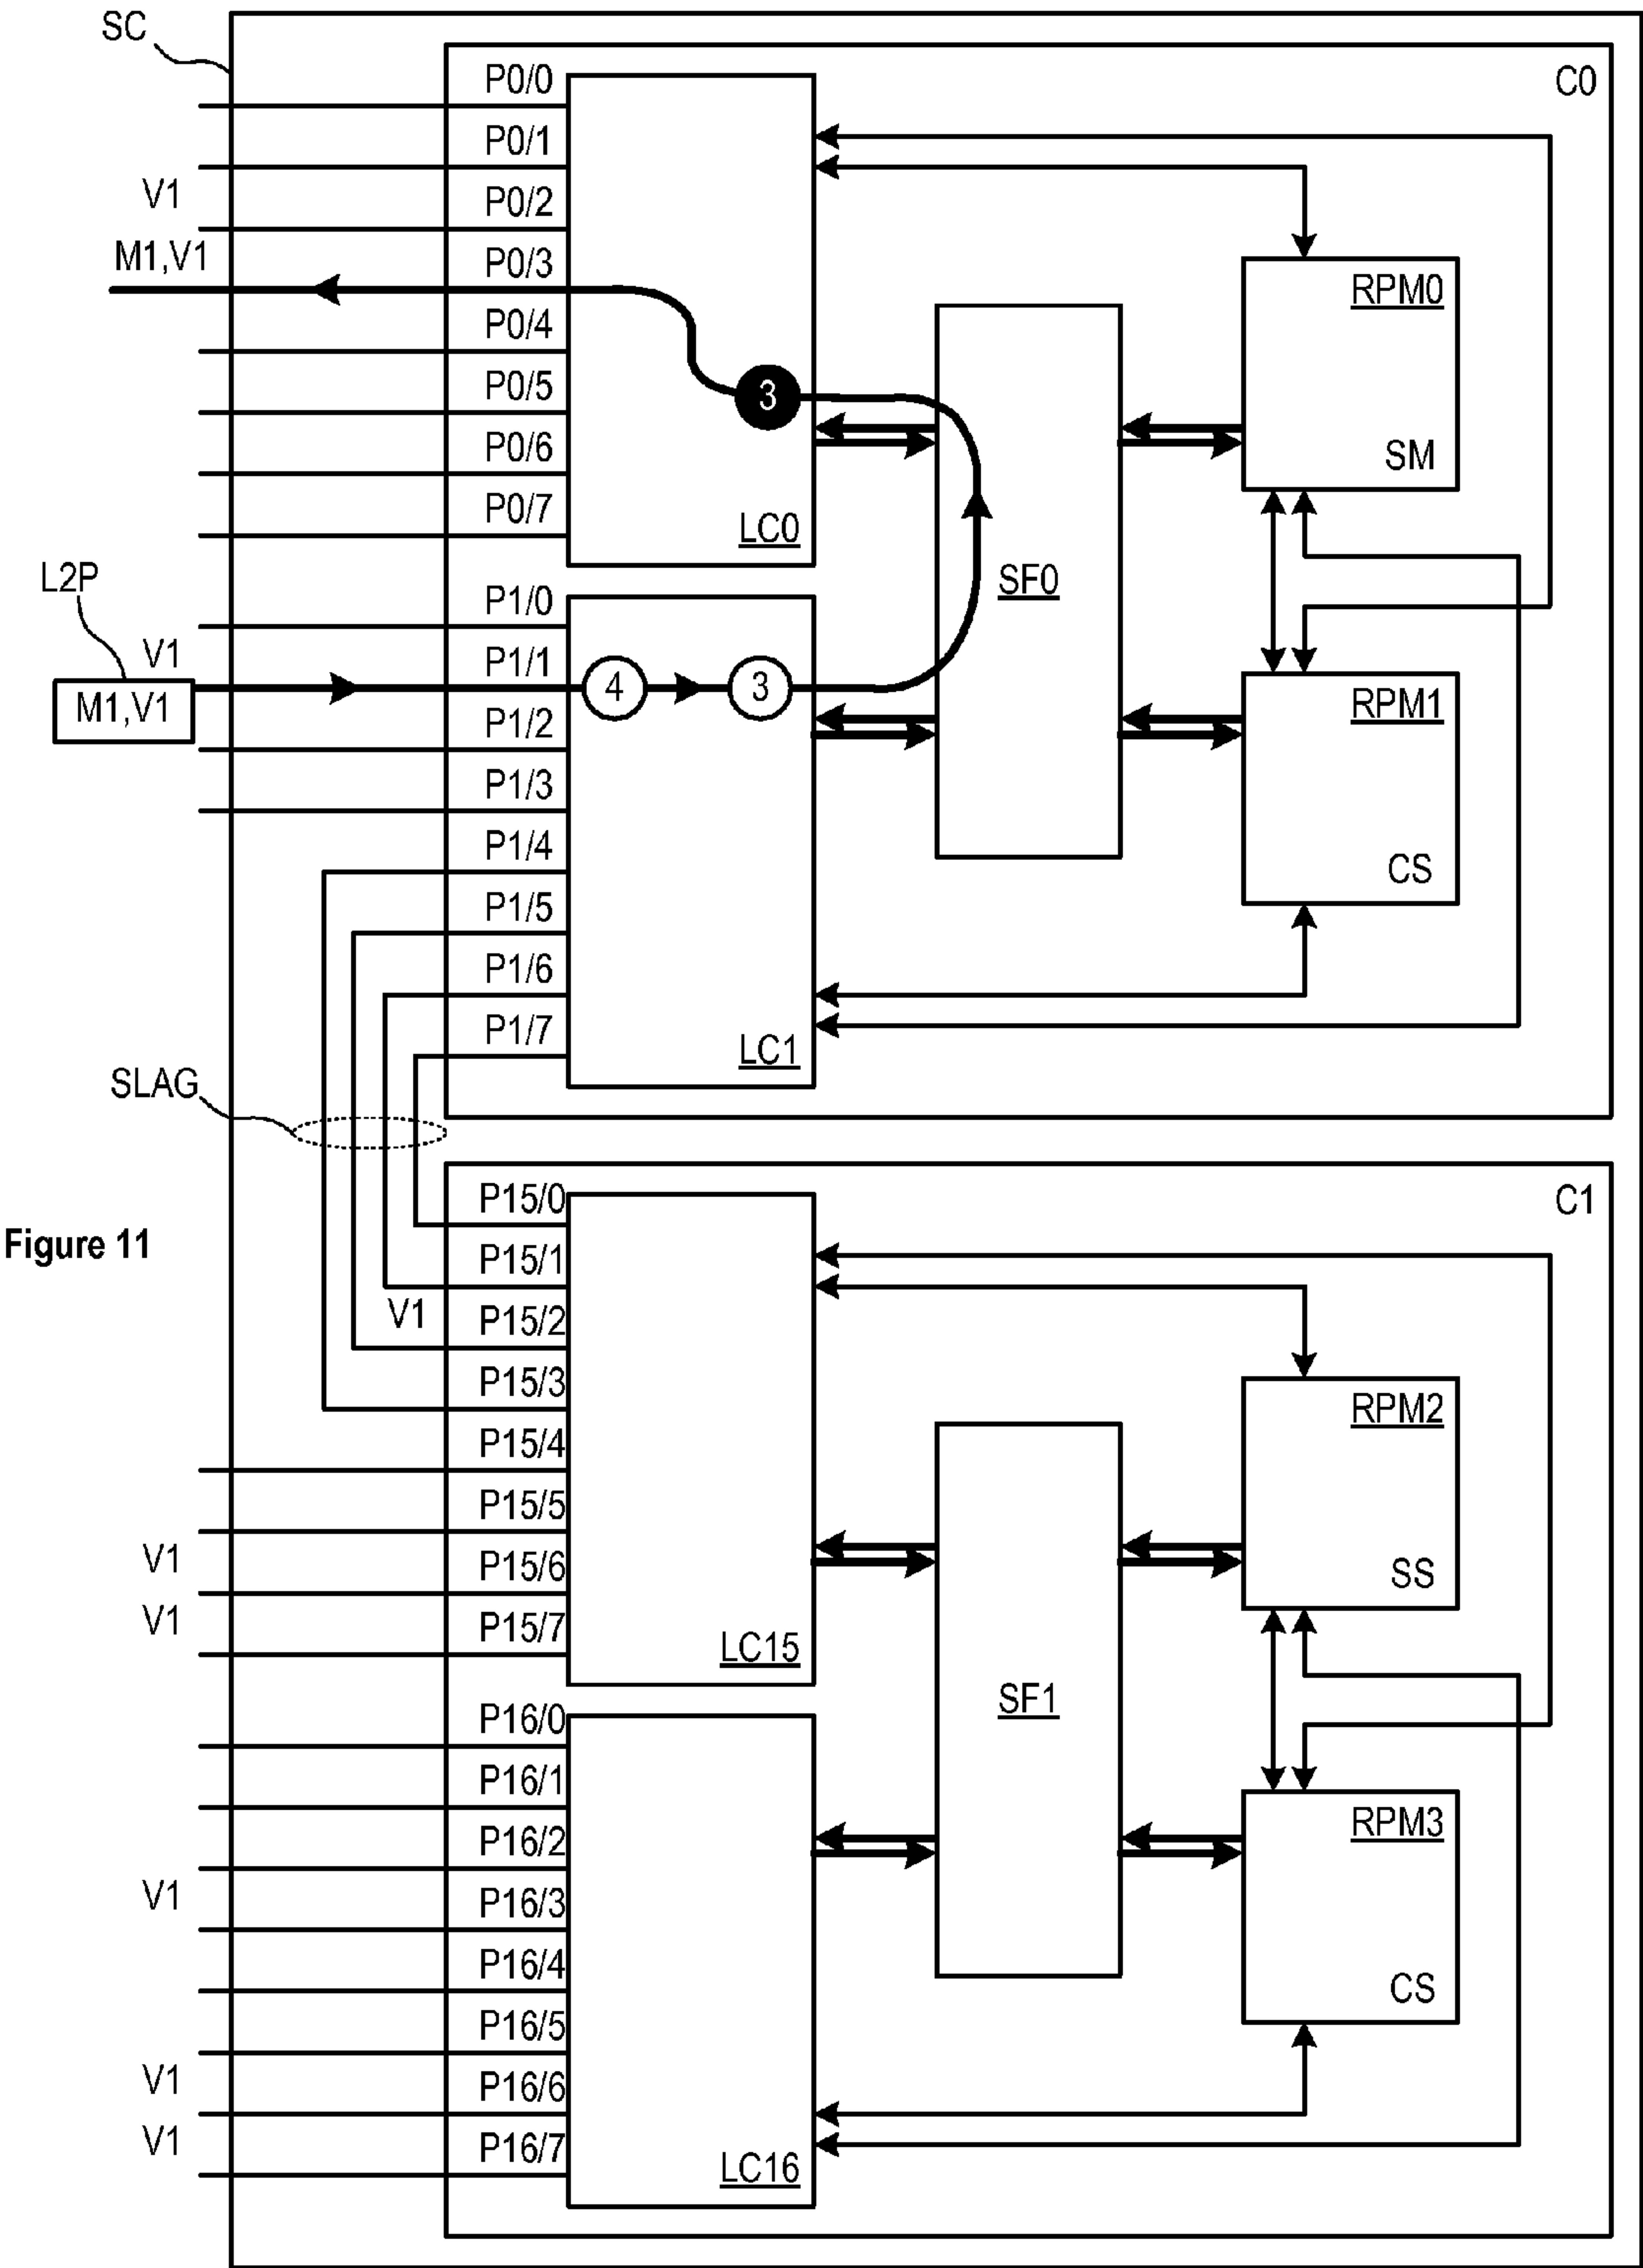 SC
C0
P0/0
P0/1
V1
P0/2
M1,V1
P0/3
RPM0
P0/4
P0/5
3
P0/6
SM
P0/7
LC0
L2P
SF0
P1/0
V1
P1/1
4
3
M1,V1
RPM1
P1/2
P1/3
P1/4
CS
P1/5
P1/6
P1/7
LC1
SLAG
P15/0
C1
Figure 11
P15/1
V1
P15/2
P15/3
RPM2
P15/4
P15/5
V1
P15/6
SS
V1
P15/7
LC15
SF1
P16/0
P16/1
RPM3
P16/2
V1
P16/3
P16/4
CS
P16/5
V1
P16/6
V1
P16/7
LC16